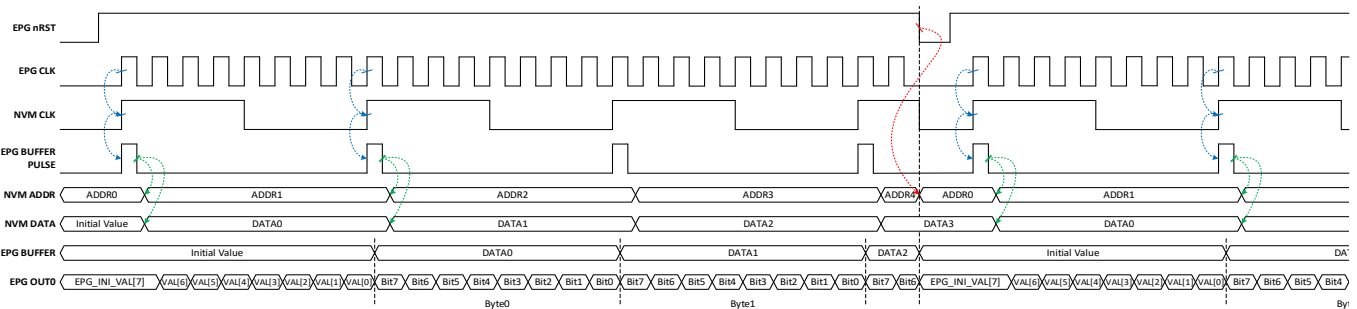 EPG nRST
EPG CLK
NVM CLK
EPG BUFFER
PULSE
NVM ADDR ADDR0 ADDR1 ADDR2 ADDR3 ADDR4 ADDR0 ADDR1
NVM DATA Initial Value DATA0 DATA1 DATA2 DATA3 DATA0
EPG BUFFER Initial Value DATA0 DATA1 DATA2 Initial Value DAT
EPG OUT0 EPG_INI_VAL[7] VAL[6] VAL[5] VAL[4] VAL[3] VAL[2] VAL[1] VAL[0] Bit7 Bit6 Bit5 Bit4 Bit3 Bit2 Bit1 Bit0 Bit7 Bit6 Bit5 Bit4 Bit3 Bit2 Bit1 Bit0 Bit7 Bit6 EPG_INI_VAL[7] VAL[6] VAL[5] VAL[4] VAL[3] VAL[2] VAL[1] VAL[0] Bit7 Bit6 Bit5 Bit4
Byte0 Byte1 Byt